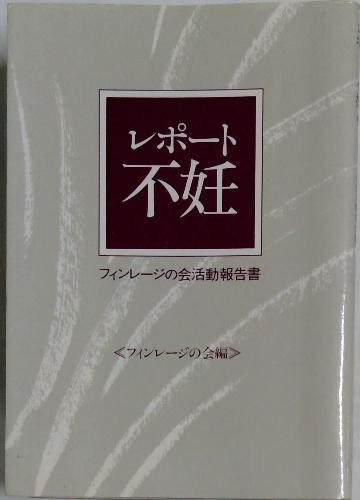 レポート
不妊
フィンレージの会活動報告書
≪フィンレージの会編≫